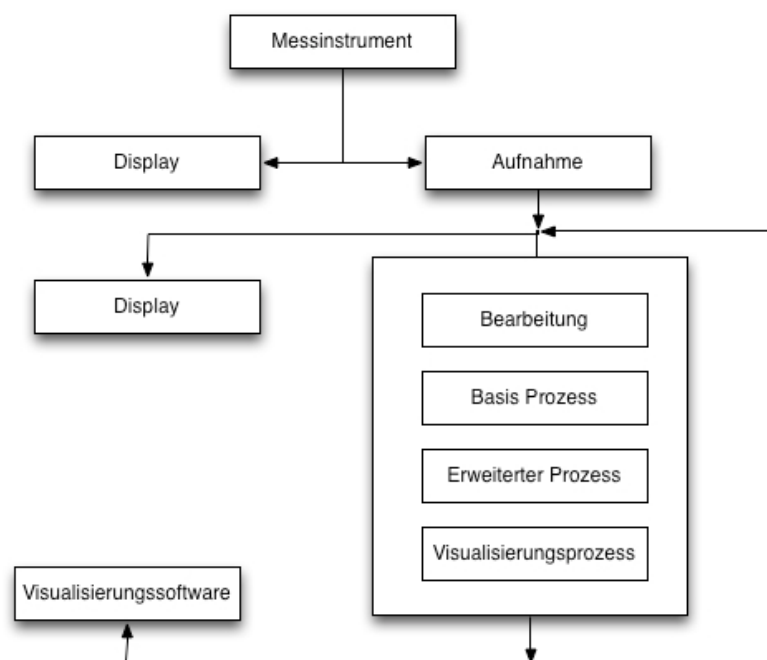 Messinstrument
Display
Aufnahme
Display
Bearbeitung
Basis Prozess
Erweiterter Prozess
Visualisierungsprozess
Visualisierungssoftware